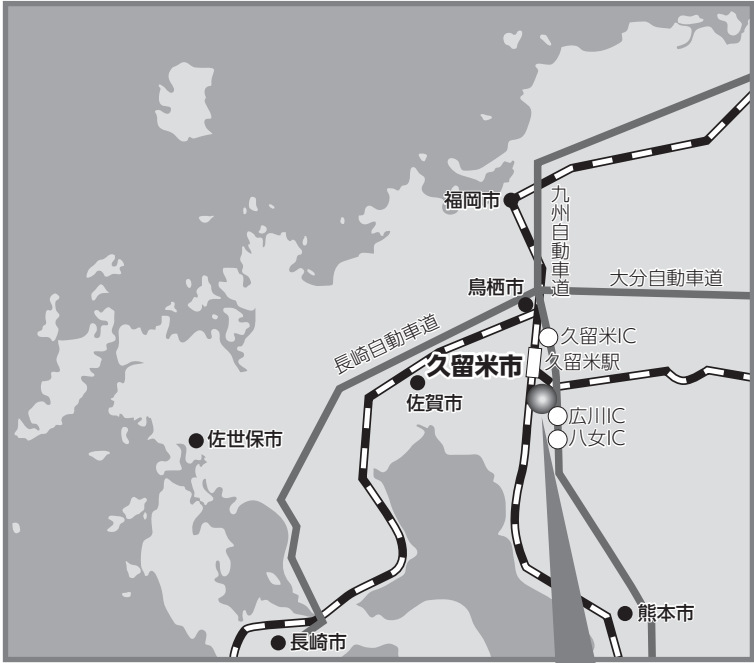 福岡市
九州自動車道
鳥栖市
大分自動車道
長崎自動車道
久留米IC
久留米市
久留米駅
佐賀市
広川IC
佐世保市
八女IC
熊本市
長崎市